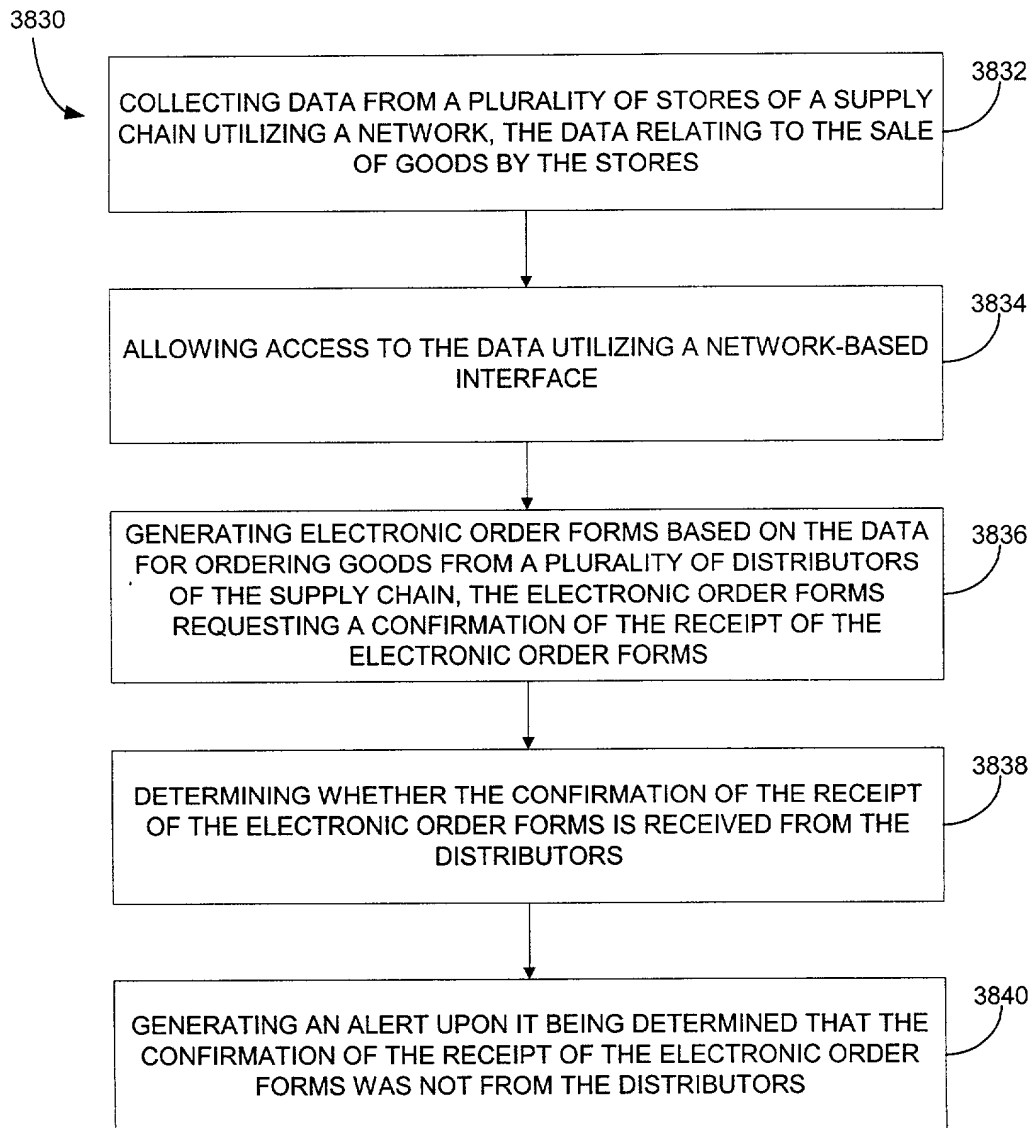 3830
3832
COLLECTING DATA FROM A PLURALITY OF STORES OF A SUPPLY
CHAIN UTILIZING A NETWORK, THE DATA RELATING TO THE SALE
OF GOODS BY THE STORES
3834
ALLOWING ACCESS TO THE DATA UTILIZING A NETWORK-BASED
INTERFACE
3836
GENERATING ELECTRONIC ORDER FORMS BASED ON THE DATA
FOR ORDERING GOODS FROM A PLURALITY OF DISTRIBUTORS
OF THE SUPPLY CHAIN, THE ELECTRONIC ORDER FORMS
REQUESTING A CONFIRMATION OF THE RECEIPT OF THE
ELECTRONIC ORDER FORMS
3838
DETERMINING WHETHER THE CONFIRMATION OF THE RECEIPT
OF THE ELECTRONIC ORDER FORMS IS RECEIVED FROM THE
DISTRIBUTORS
3840
GENERATING AN ALERT UPON IT BEING DETERMINED THAT THE
CONFIRMATION OF THE RECEIPT OF THE ELECTRONIC ORDER
FORMS WAS NOT FROM THE DISTRIBUTORS